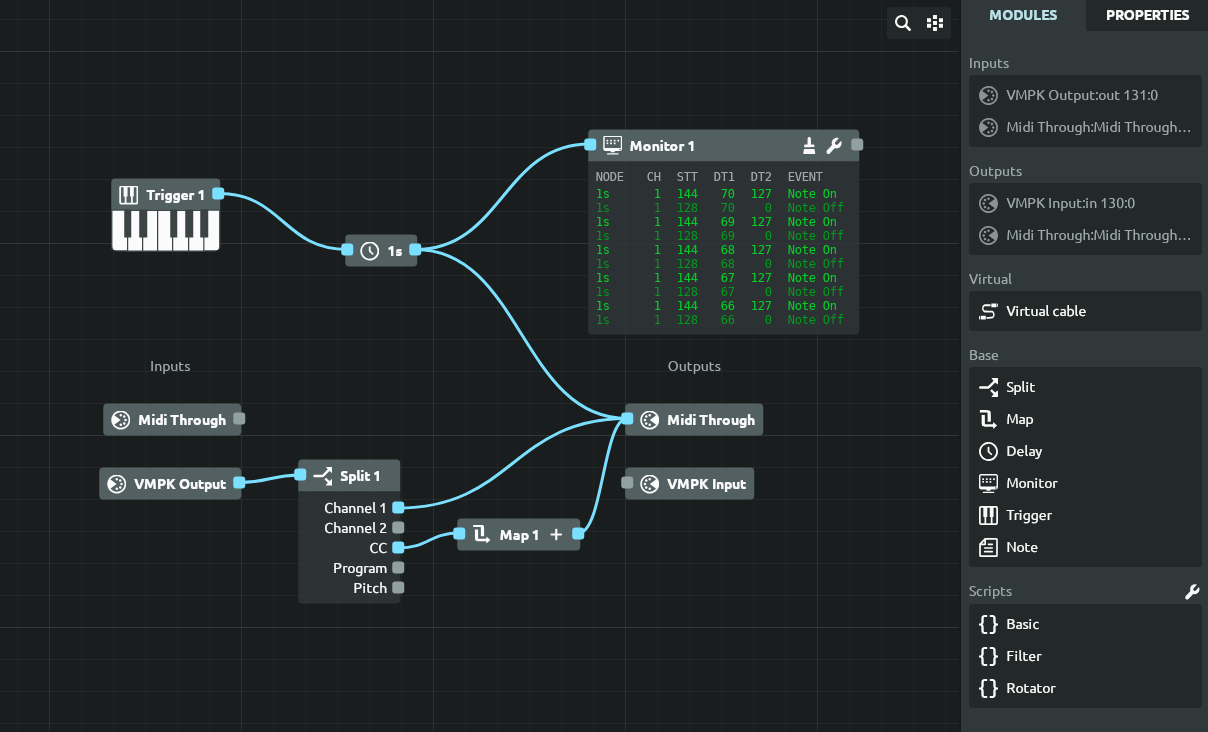 MODULES PROPERTIES
Inputs
VMPK Output:out 131:0
Midi Through:Midi Through...
Outputs
VMPK Input:in 130:0
Midi Through:Midi Through...
Virtual
Virtual cable
Base
Split
Map
Delay
Monitor
Trigger
Note
Scripts
{} Basic
{} Filter
{} Rotator
Trigger 1
1s
Monitor 1
NODE CH STT DT1 DT2 EVENT
1s 1 144 70 127 Note On
1s 1 128 70 0 Note Off
1s 1 144 69 127 Note On
1s 1 128 69 0 Note Off
1s 1 144 68 127 Note On
1s 1 128 68 0 Note Off
1s 1 144 67 127 Note On
1s 1 128 67 0 Note Off
1s 1 144 66 127 Note On
1s 1 128 66 0 Note Off
Inputs
Midi Through
VMPK Output
Split 1
Channel 1
Channel 2
CC
Program
Pitch
Map 1 +
Outputs
Midi Through
VMPK Input